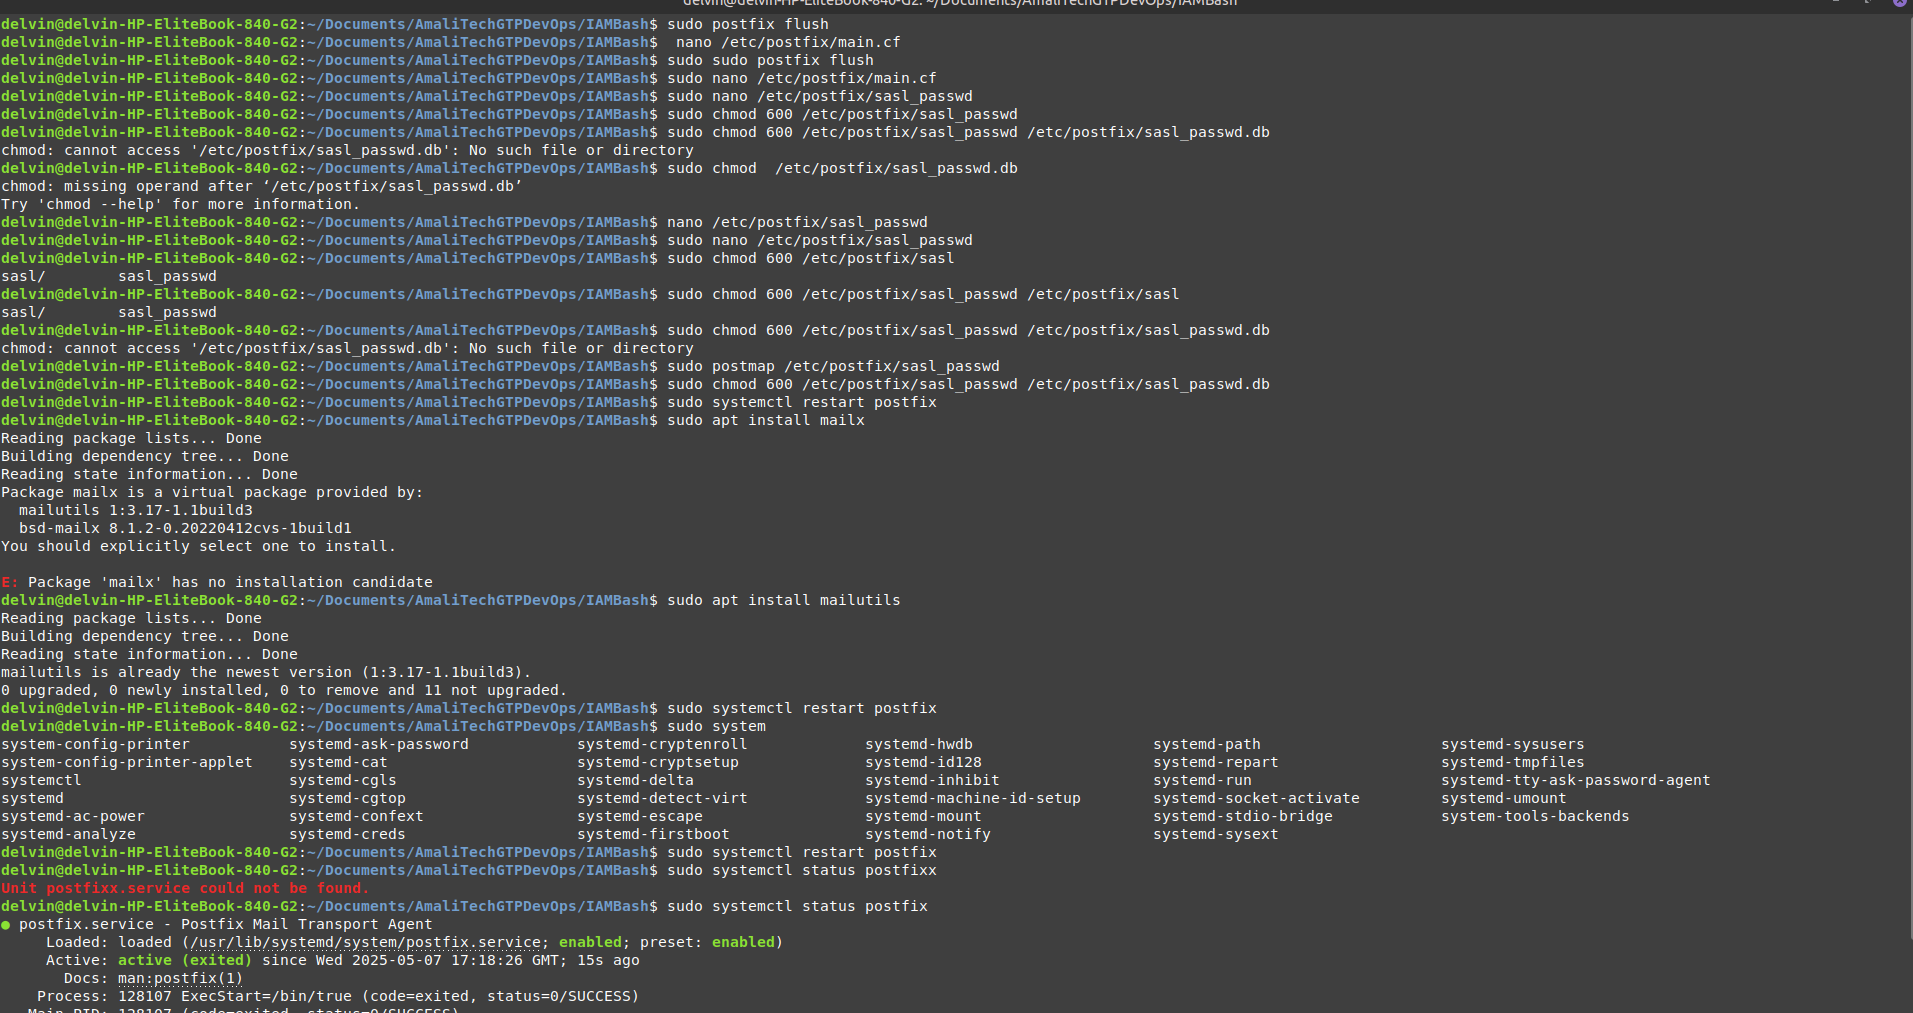 delvin@delvin-HP-EliteBook-840-G2: ~/Documents/AmaliTechGTPDevOps/IAMBash
delvin@delvin-HP-EliteBook-840-G2:~/Documents/AmaliTechGTPDevOps/IAMBash$ sudo postfix flush
delvin@delvin-HP-EliteBook-840-G2:~/Documents/AmaliTechGTPDevOps/IAMBash$  nano /etc/postfix/main.cf
delvin@delvin-HP-EliteBook-840-G2:~/Documents/AmaliTechGTPDevOps/IAMBash$ sudo sudo postfix flush
delvin@delvin-HP-EliteBook-840-G2:~/Documents/AmaliTechGTPDevOps/IAMBash$ sudo nano /etc/postfix/main.cf
delvin@delvin-HP-EliteBook-840-G2:~/Documents/AmaliTechGTPDevOps/IAMBash$ sudo nano /etc/postfix/sasl_passwd
delvin@delvin-HP-EliteBook-840-G2:~/Documents/AmaliTechGTPDevOps/IAMBash$ sudo chmod 600 /etc/postfix/sasl_passwd
delvin@delvin-HP-EliteBook-840-G2:~/Documents/AmaliTechGTPDevOps/IAMBash$ sudo chmod 600 /etc/postfix/sasl_passwd /etc/postfix/sasl_passwd.db
chmod: cannot access '/etc/postfix/sasl_passwd.db': No such file or directory
delvin@delvin-HP-EliteBook-840-G2:~/Documents/AmaliTechGTPDevOps/IAMBash$ sudo chmod  /etc/postfix/sasl_passwd.db
chmod: missing operand after ‘/etc/postfix/sasl_passwd.db’
Try 'chmod --help' for more information.
delvin@delvin-HP-EliteBook-840-G2:~/Documents/AmaliTechGTPDevOps/IAMBash$ nano /etc/postfix/sasl_passwd
delvin@delvin-HP-EliteBook-840-G2:~/Documents/AmaliTechGTPDevOps/IAMBash$ sudo nano /etc/postfix/sasl_passwd
delvin@delvin-HP-EliteBook-840-G2:~/Documents/AmaliTechGTPDevOps/IAMBash$ sudo chmod 600 /etc/postfix/sasl
sasl/        sasl_passwd
delvin@delvin-HP-EliteBook-840-G2:~/Documents/AmaliTechGTPDevOps/IAMBash$ sudo chmod 600 /etc/postfix/sasl_passwd /etc/postfix/sasl
sasl/        sasl_passwd
delvin@delvin-HP-EliteBook-840-G2:~/Documents/AmaliTechGTPDevOps/IAMBash$ sudo chmod 600 /etc/postfix/sasl_passwd /etc/postfix/sasl_passwd.db
chmod: cannot access '/etc/postfix/sasl_passwd.db': No such file or directory
delvin@delvin-HP-EliteBook-840-G2:~/Documents/AmaliTechGTPDevOps/IAMBash$ sudo postmap /etc/postfix/sasl_passwd
delvin@delvin-HP-EliteBook-840-G2:~/Documents/AmaliTechGTPDevOps/IAMBash$ sudo chmod 600 /etc/postfix/sasl_passwd /etc/postfix/sasl_passwd.db
delvin@delvin-HP-EliteBook-840-G2:~/Documents/AmaliTechGTPDevOps/IAMBash$ sudo systemctl restart postfix
delvin@delvin-HP-EliteBook-840-G2:~/Documents/AmaliTechGTPDevOps/IAMBash$ sudo apt install mailx
Reading package lists... Done
Building dependency tree... Done
Reading state information... Done
Package mailx is a virtual package provided by:
  mailutils 1:3.17-1.1build3
  bsd-mailx 8.1.2-0.20220412cvs-1build1
You should explicitly select one to install.
E: Package 'mailx' has no installation candidate
delvin@delvin-HP-EliteBook-840-G2:~/Documents/AmaliTechGTPDevOps/IAMBash$ sudo apt install mailutils
Reading package lists... Done
Building dependency tree... Done
Reading state information... Done
mailutils is already the newest version (1:3.17-1.1build3).
0 upgraded, 0 newly installed, 0 to remove and 11 not upgraded.
delvin@delvin-HP-EliteBook-840-G2:~/Documents/AmaliTechGTPDevOps/IAMBash$ sudo systemctl restart postfix
delvin@delvin-HP-EliteBook-840-G2:~/Documents/AmaliTechGTPDevOps/IAMBash$ sudo system
system-config-printer           systemd-ask-password            systemd-cryptenroll             systemd-hwdb                    systemd-path                    systemd-sysusers
system-config-printer-applet    systemd-cat                     systemd-cryptsetup              systemd-id128                   systemd-repart                  systemd-tmpfiles
systemctl                       systemd-cgls                    systemd-delta                   systemd-inhibit                 systemd-run                     systemd-tty-ask-password-agent
systemd                         systemd-cgtop                   systemd-detect-virt             systemd-machine-id-setup        systemd-socket-activate         systemd-umount
systemd-ac-power                systemd-confext                 systemd-escape                  systemd-mount                   systemd-stdio-bridge            system-tools-backends
systemd-analyze                 systemd-creds                   systemd-firstboot               systemd-notify                  systemd-sysext
delvin@delvin-HP-EliteBook-840-G2:~/Documents/AmaliTechGTPDevOps/IAMBash$ sudo systemctl restart postfix
delvin@delvin-HP-EliteBook-840-G2:~/Documents/AmaliTechGTPDevOps/IAMBash$ sudo systemctl status postfixx
Unit postfixx.service could not be found.
delvin@delvin-HP-EliteBook-840-G2:~/Documents/AmaliTechGTPDevOps/IAMBash$ sudo systemctl status postfix
● postfix.service - Postfix Mail Transport Agent
     Loaded: loaded (/usr/lib/systemd/system/postfix.service; enabled; preset: enabled)
     Active: active (exited) since Wed 2025-05-07 17:18:26 GMT; 15s ago
       Docs: man:postfix(1)
    Process: 128107 ExecStart=/bin/true (code=exited, status=0/SUCCESS)
   Main PID: 128107 (code=exited, status=0/SUCCESS)